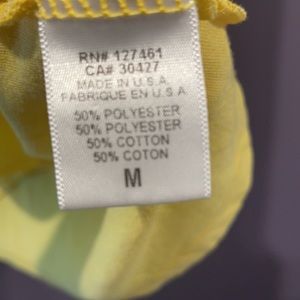 RN# 127461
CA# 30427
MADE IN U.S.A.
FABRIQUE EN U.S.A
50% POLYESTER
50% POLYESTER
50% COTTON
50% COTON
M